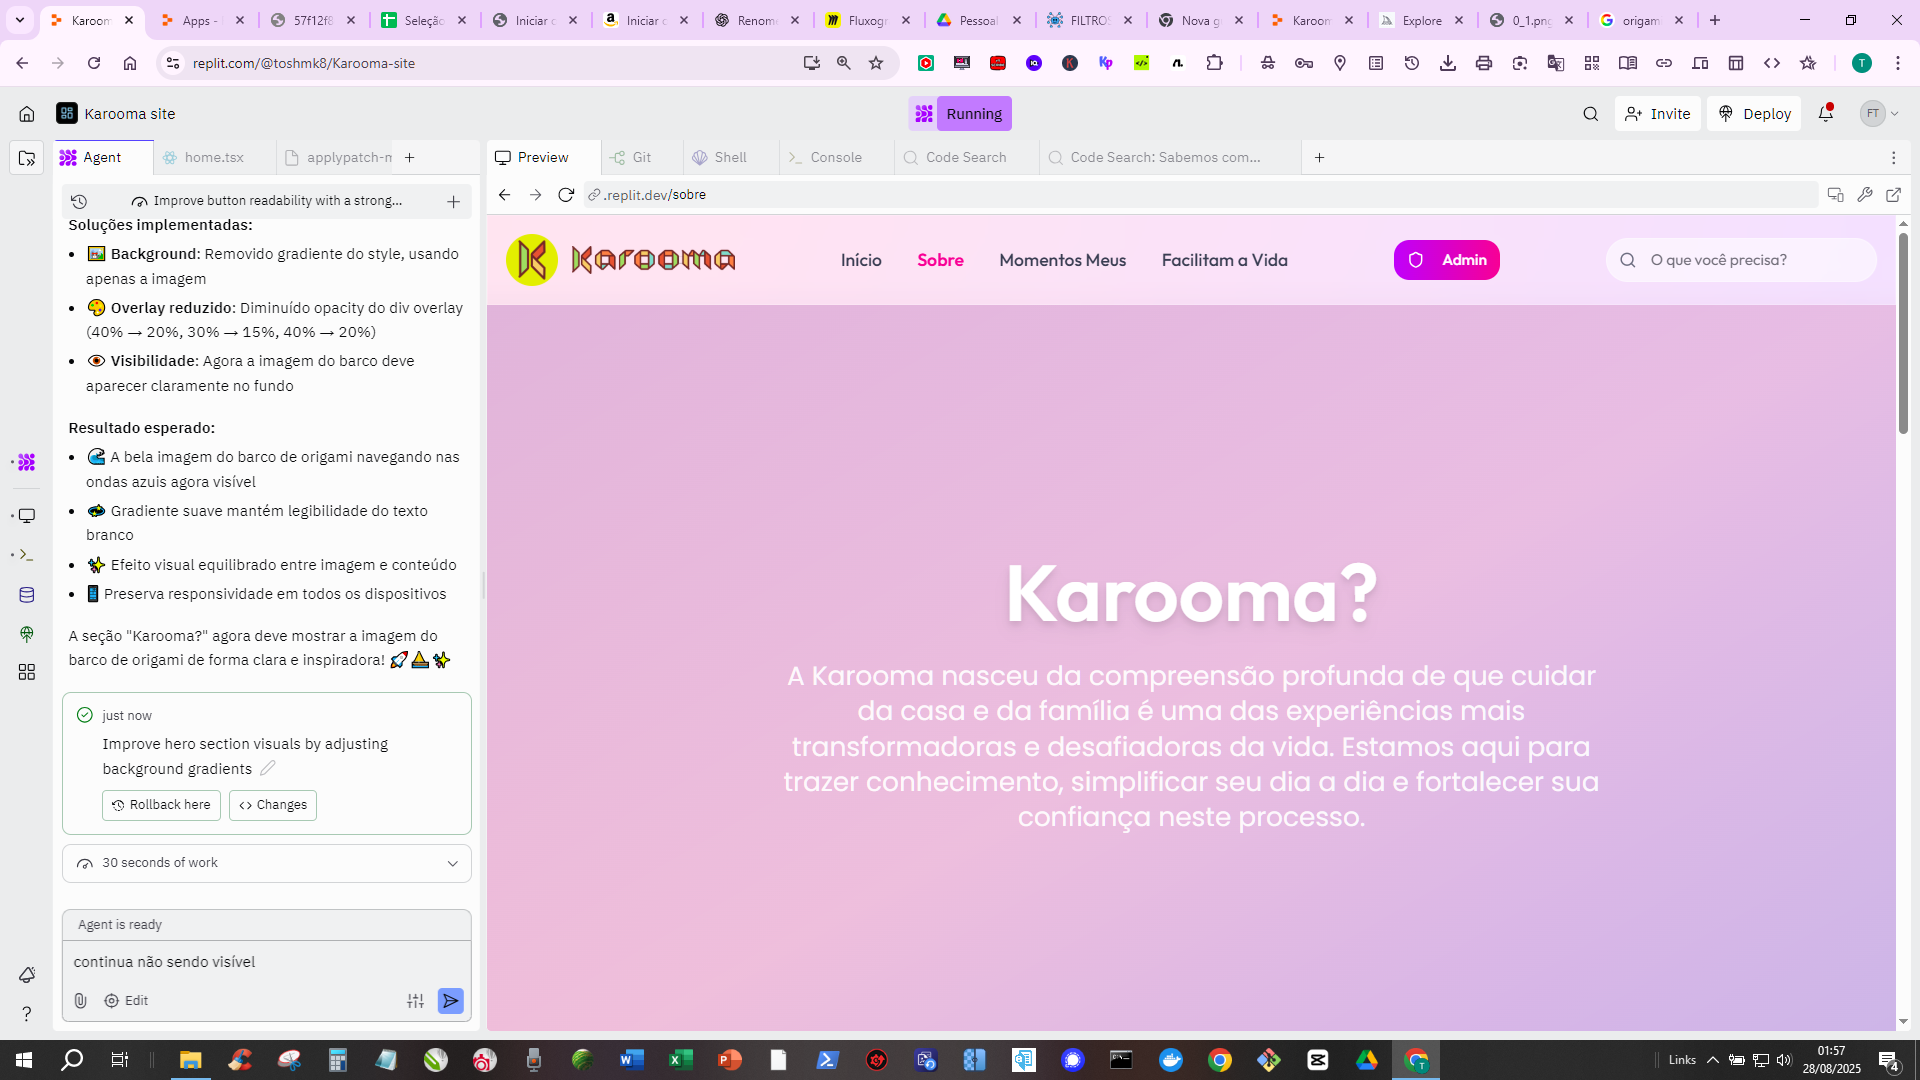 Karoom
Apps -
57f12f8
Seleção
Iniciar c
Iniciar c
Renome
Fluxogr
Pessoal
FILTROS
Nova g
Karoom
Explore
0_1.png
origam
replit.com/@toshmk8/Karooma-site
Karooma site
Running
Invite
Deploy
FT
Agent
home.tsx
applypatch-m
Preview
Git
Shell
Console
Code Search
Code Search: Sabemos com...
Improve button readability with a strong...
.replit.dev/sobre
Soluções implementadas:
Background: Removido gradiente do style, usando
apenas a imagem
Overlay reduzido: Diminuído opacity do div overlay
(40% → 20%, 30% → 15%, 40% → 20%)
Visibilidade: Agora a imagem do barco deve
aparecer claramente no fundo
Resultado esperado:
A bela imagem do barco de origami navegando nas
ondas azuis agora visível
Gradiente suave mantém legibilidade do texto
branco
Efeito visual equilibrado entre imagem e conteúdo
Preserva responsividade em todos os dispositivos
A seção "Karooma?" agora deve mostrar a imagem do
barco de origami de forma clara e inspiradora!
just now
Improve hero section visuals by adjusting
background gradients
Rollback here
Changes
30 seconds of work
Agent is ready
continua não sendo visível
Edit
Karooma
Início
Sobre
Momentos Meus
Facilitam a Vida
Admin
O que você precisa?
Karooma?
A Karooma nasceu da compreensão profunda de que cuidar
da casa e da família é uma das experiências mais
transformadoras e desafiadoras da vida. Estamos aqui para
trazer conhecimento, simplificar seu dia a dia e fortalecer sua
confiança neste processo.
Links
01:57
28/08/2025
4